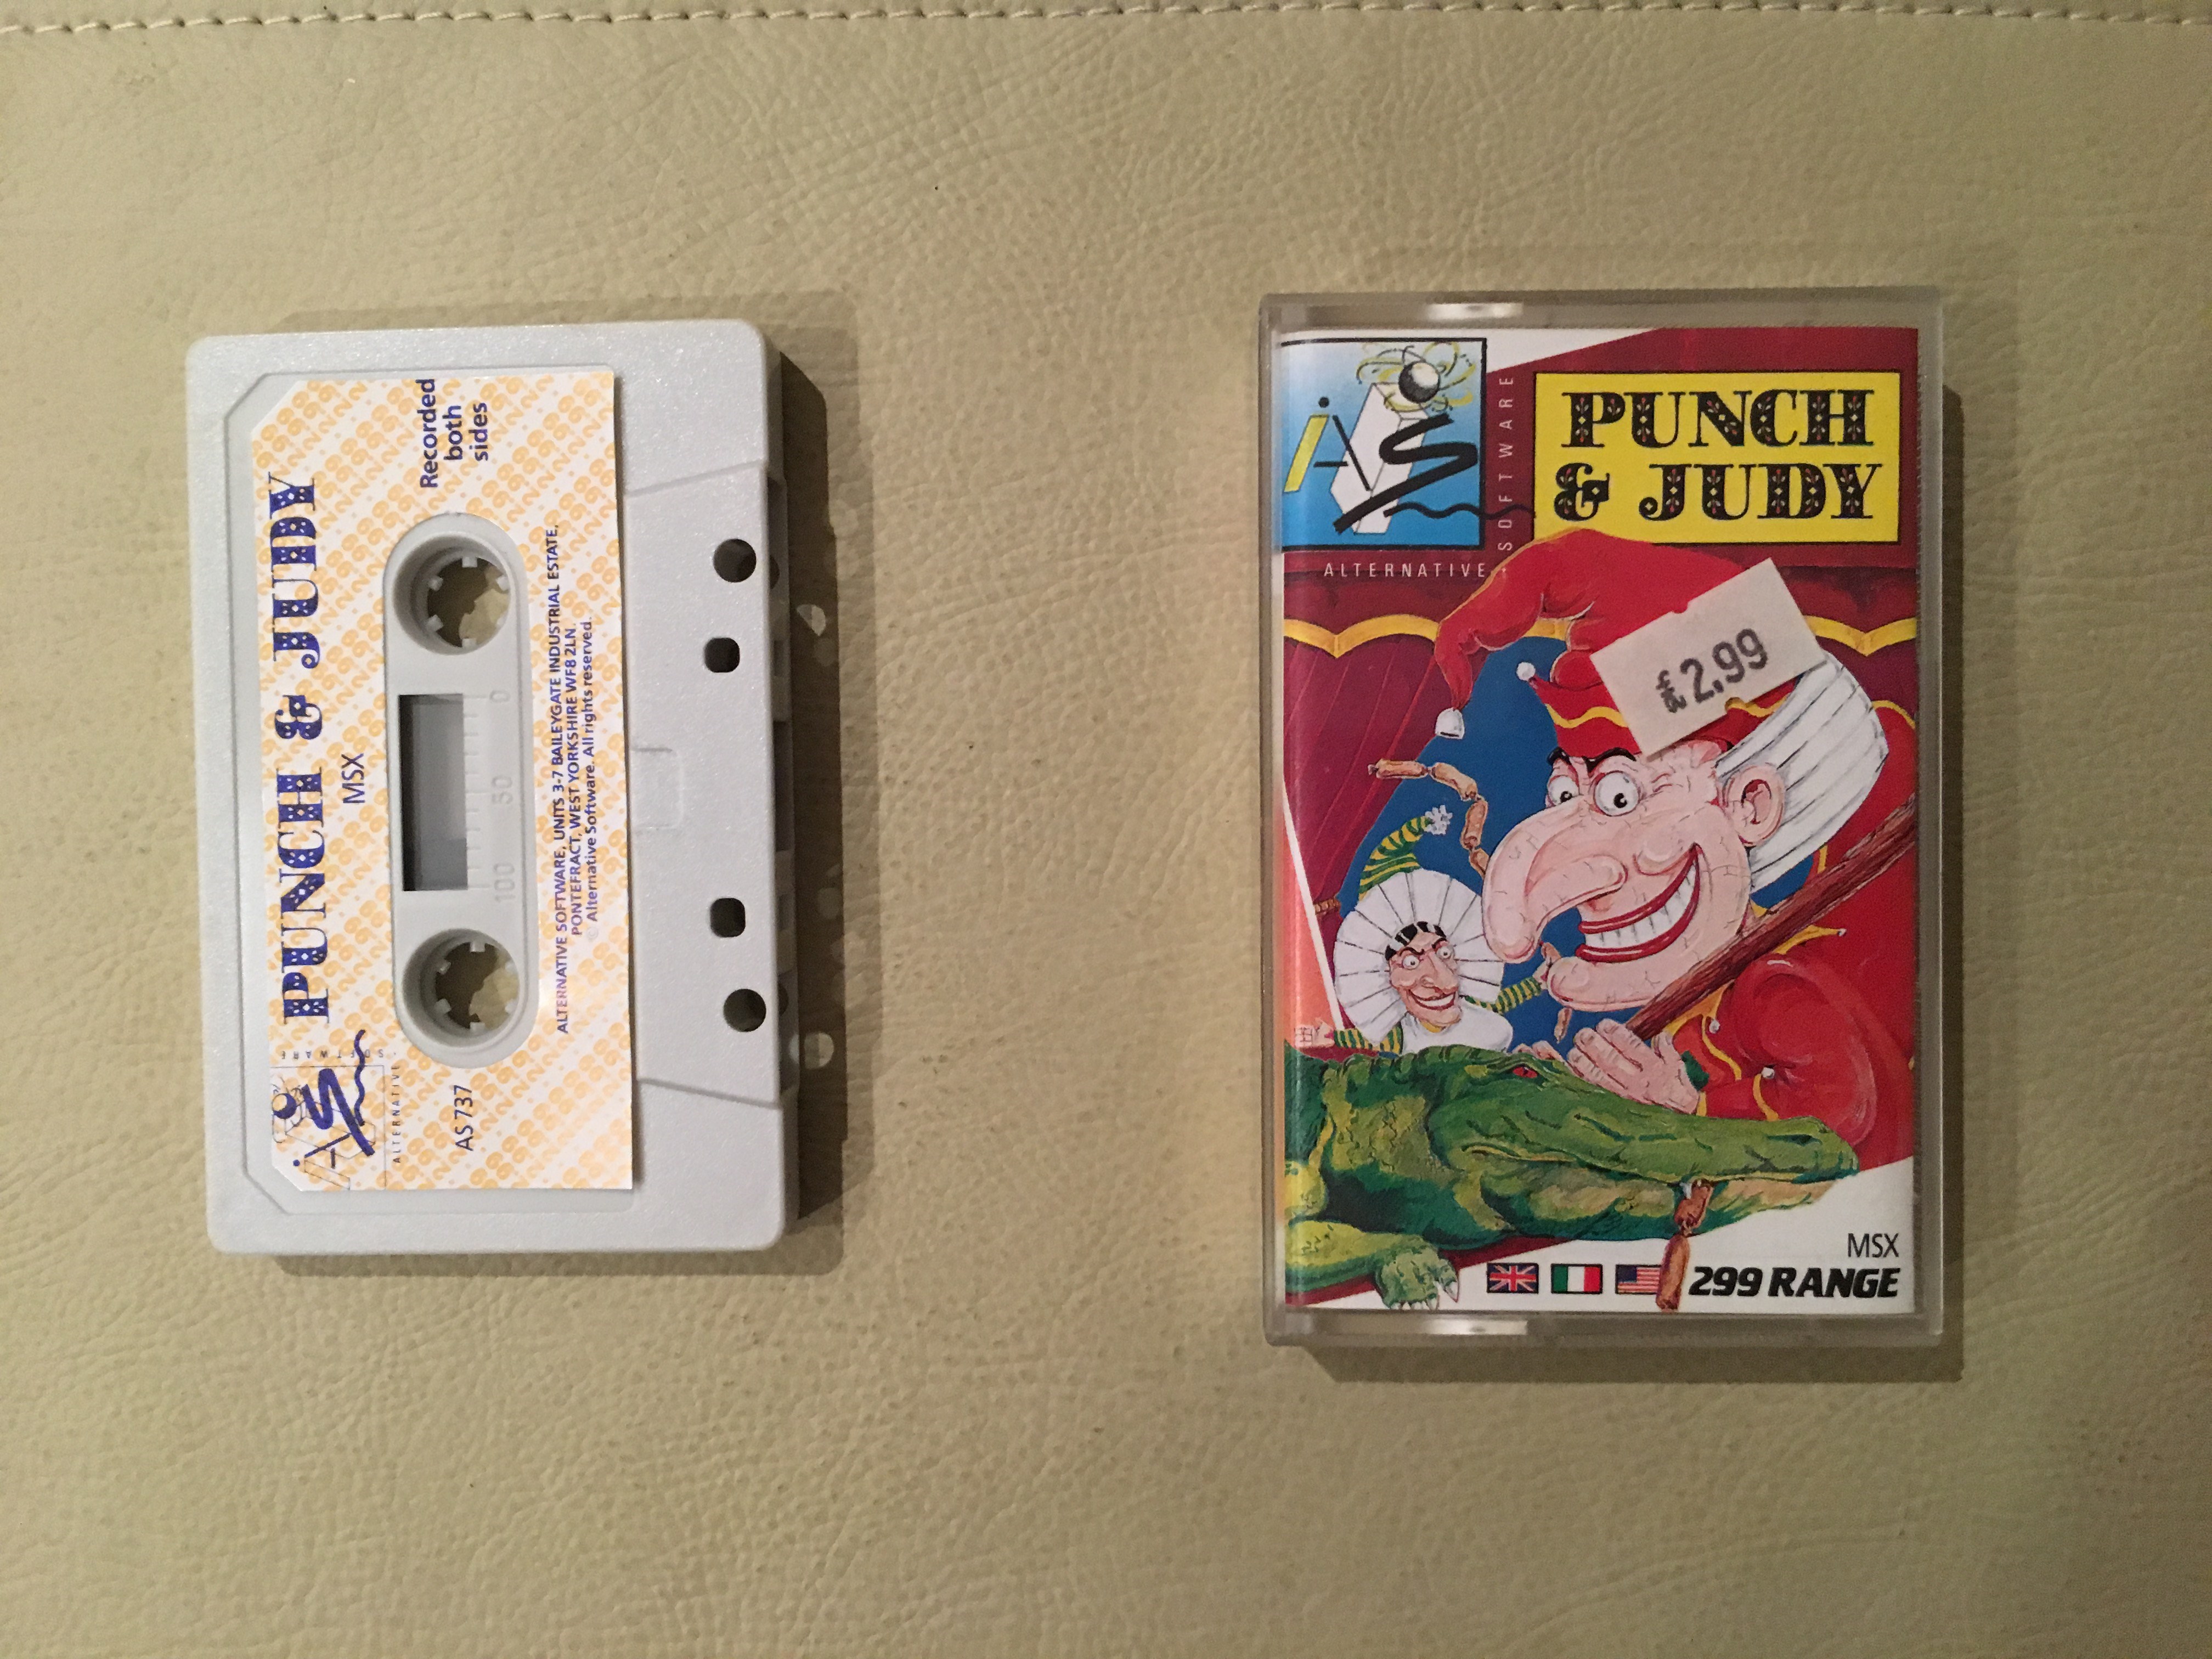 PUNCH & JUDY
MSX
Recorded
both
sides
100 50 0
ALTERNATIVE SOFTWARE, UNITS 3-7 BAILEYGATE INDUSTRIAL ESTATE,
PONTEFRACT, WEST YORKSHIRE WF8 2LN.
© Alternative Software. All rights reserved.
AS 737
AS
ALTERNATIVE
SOFTWARE
AS
ALTERNATIVE
SOFTWARE
PUNCH
& JUDY
£2.99
MSX
299 RANGE